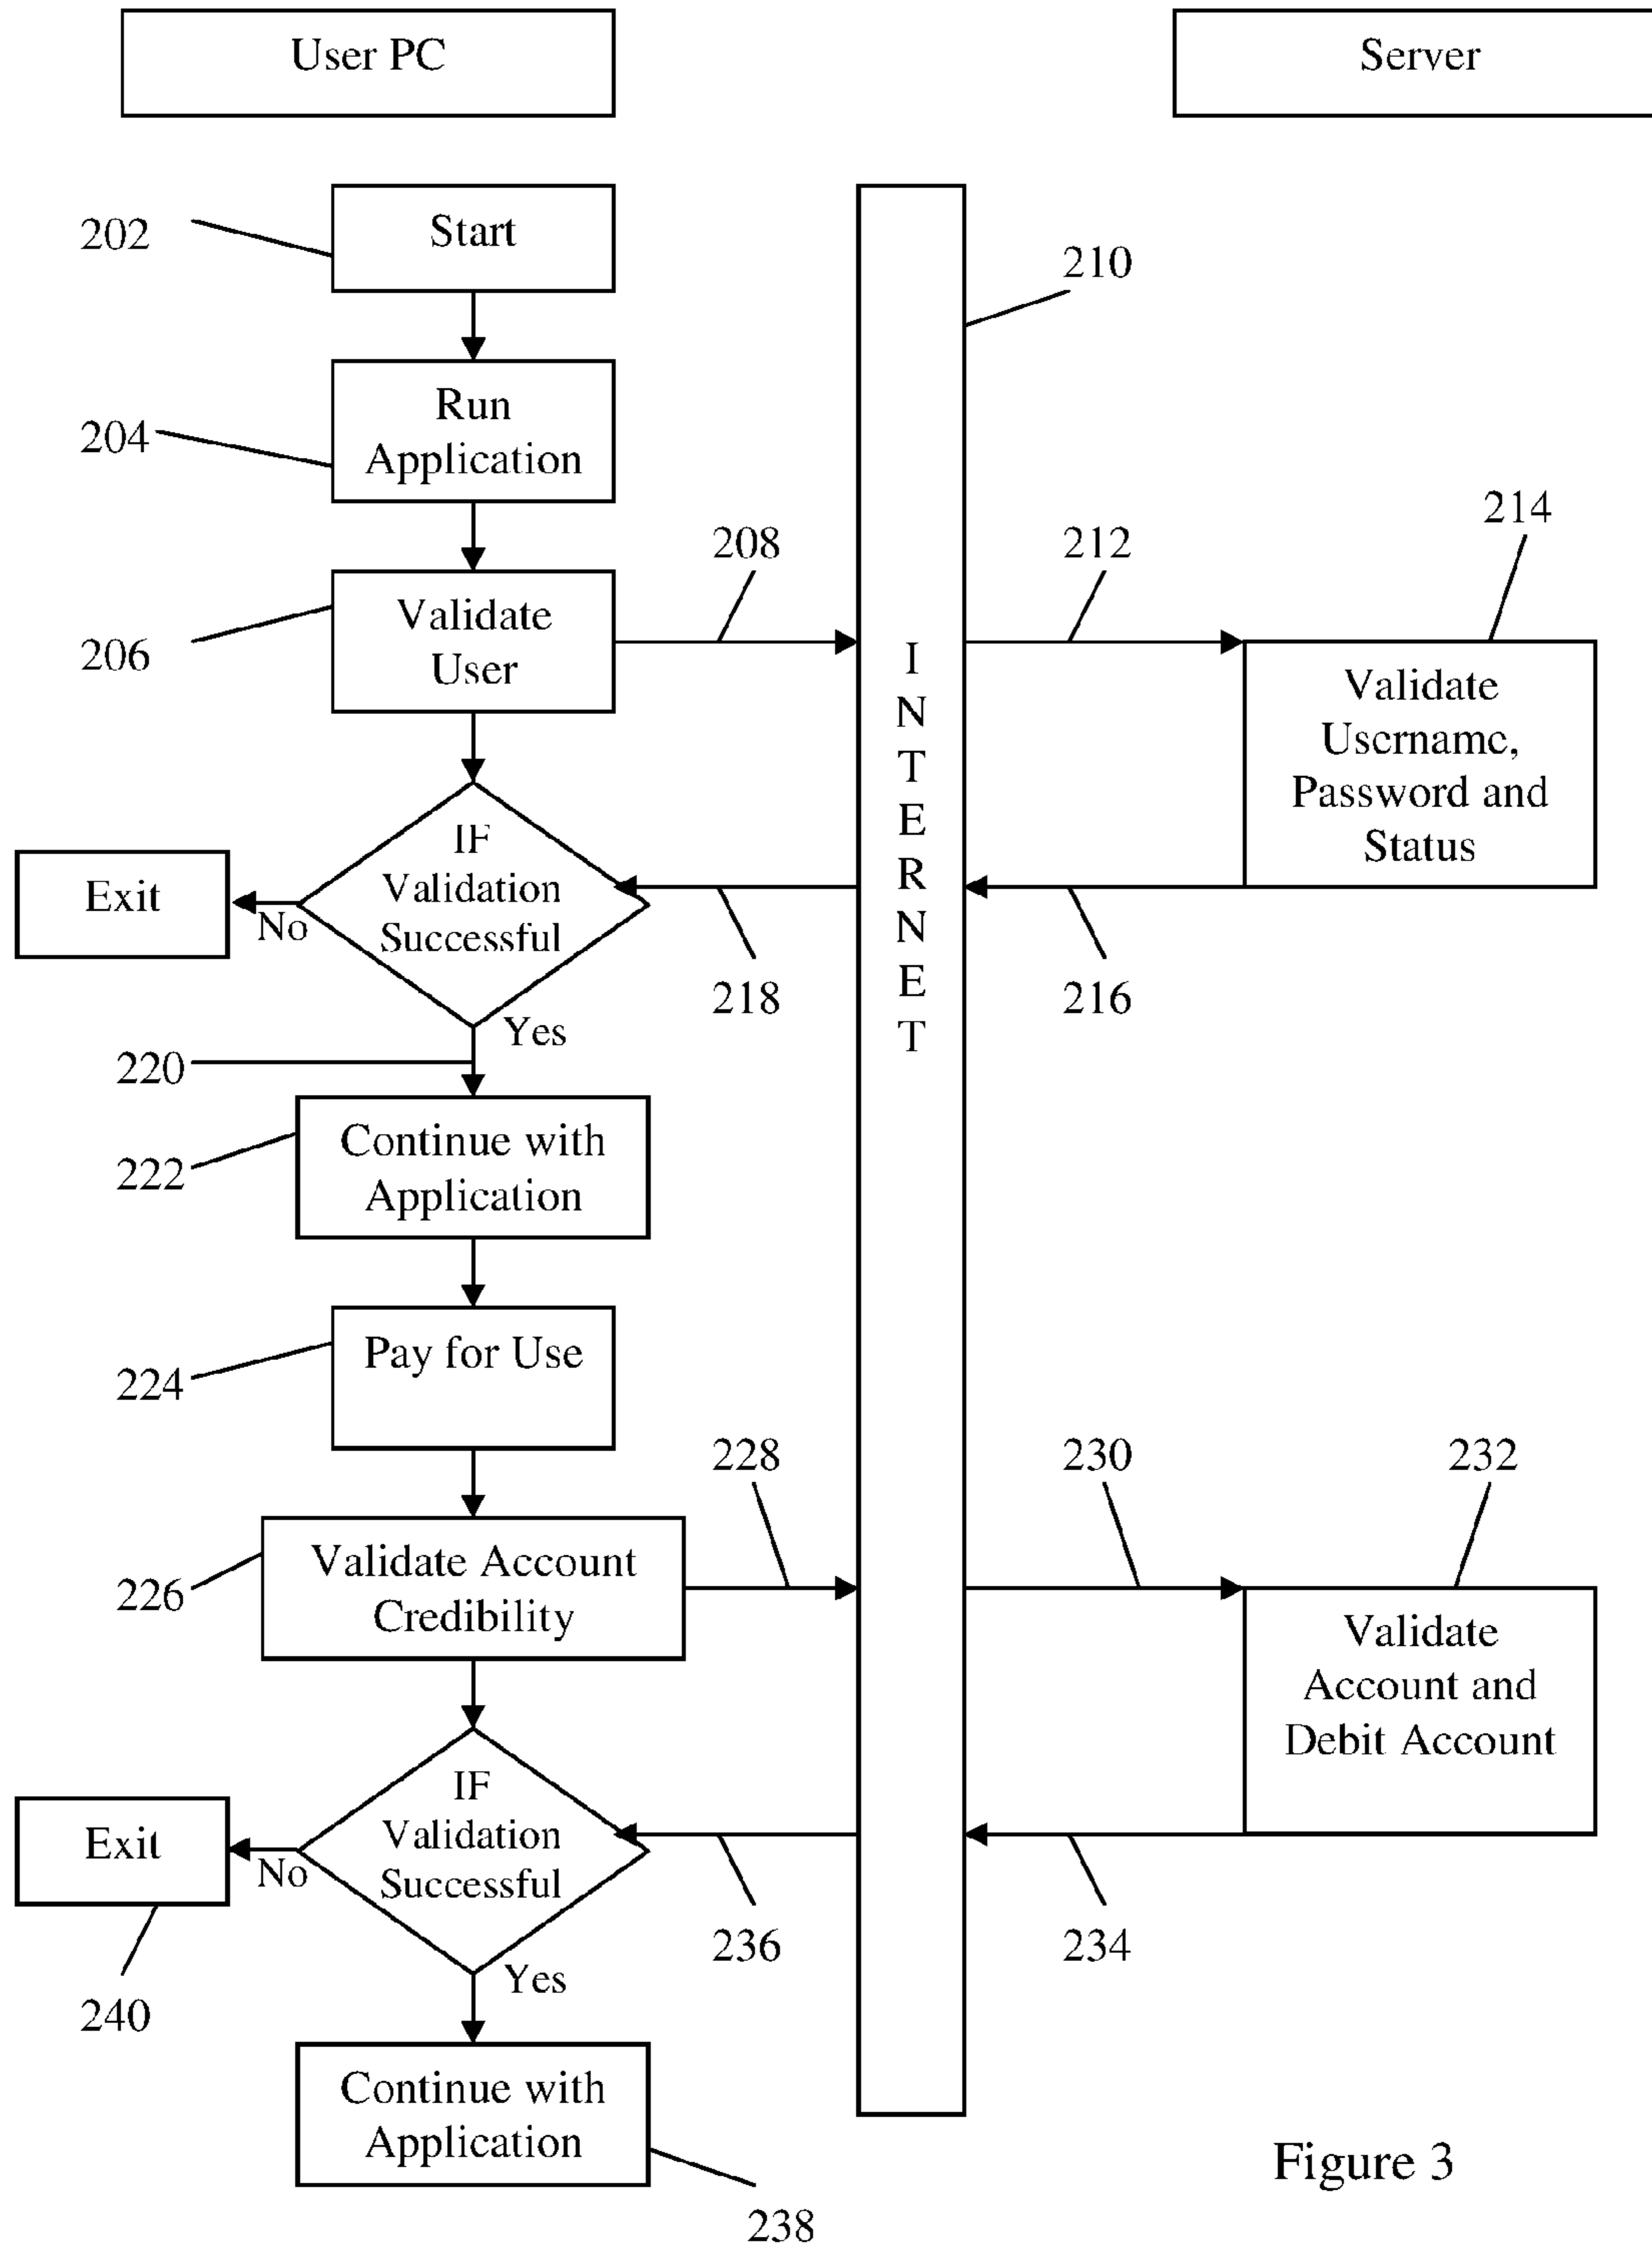 User PC
Server
202
Start
210
204
Run
Application
208
212
214
206
Validate
User
Validate
Username,
Password and
Status
I
N
T
E
R
N
E
T
IF
Validation
Successful
Exit
No
218
216
Yes
220
222
Continue with
Application
224
Pay for Use
228
230
232
226
Validate Account
Credibility
Validate
Account and
Debit Account
IF
Validation
Successful
Exit
No
236
234
240
Yes
Continue with
Application
238
Figure 3